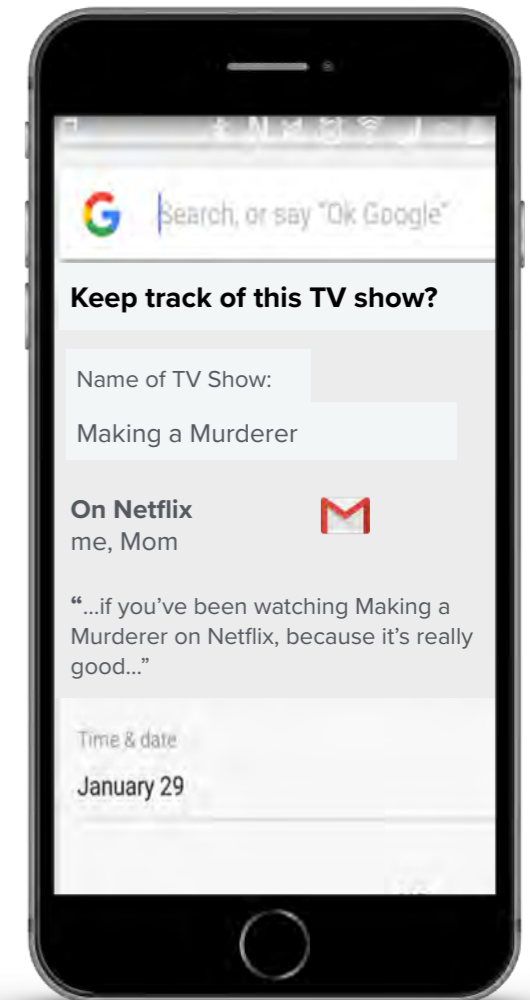 Search, or say "Ok Google"
Keep track of this TV show?
Name of TV Show:
Making a Murderer
On Netflix
me, Mom
“...if you’ve been watching Making a
Murderer on Netflix, because it’s really
good...”
Time & date
January 29